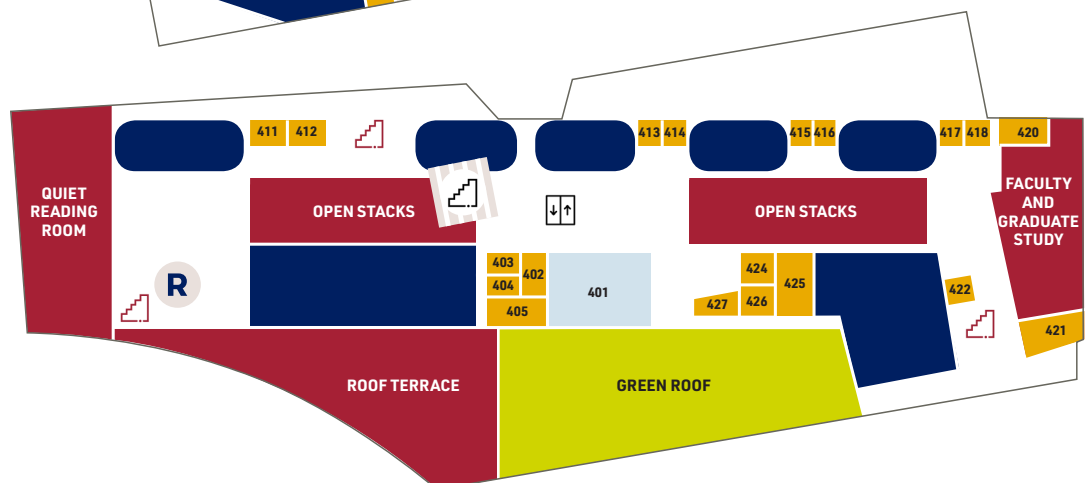 411
412
413
414
415
416
417
418
420
QUIET
READING
ROOM
OPEN STACKS
OPEN STACKS
FACULTY
AND
GRADUATE
STUDY
403
402
404
405
401
424
425
426
427
422
421
R
ROOF TERRACE
GREEN ROOF